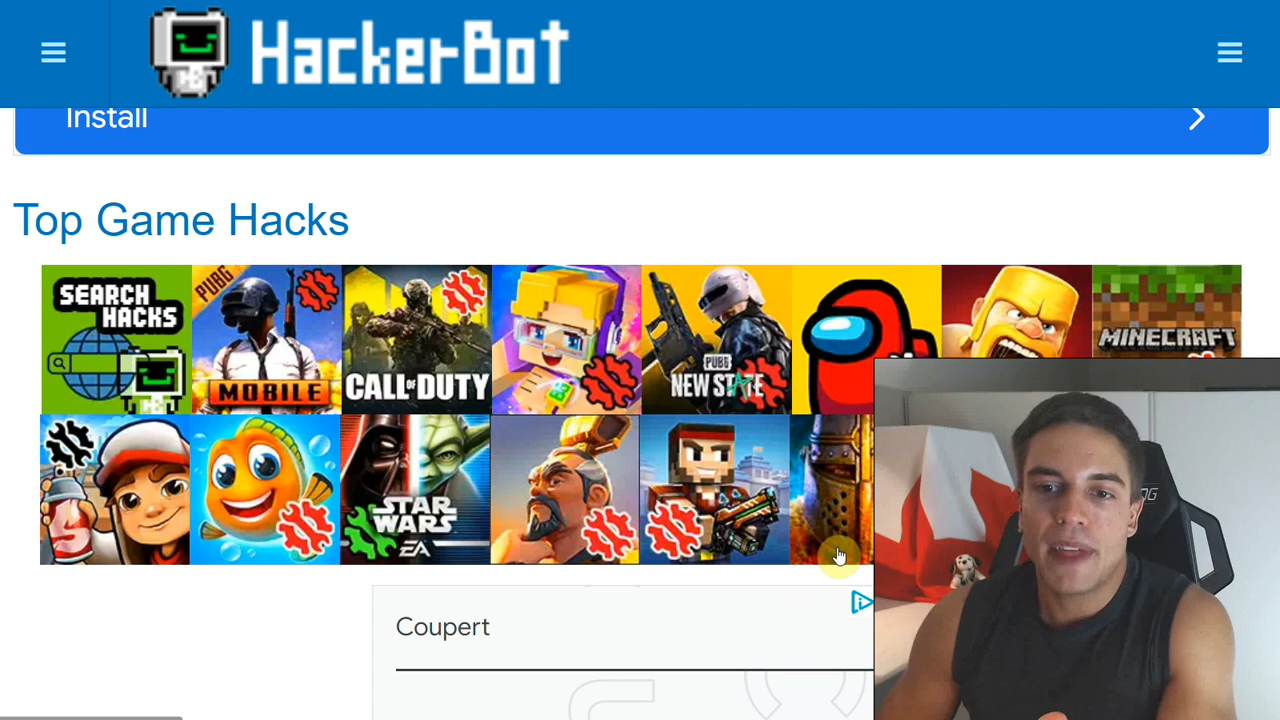 HackerBot
Install
Top Game Hacks
SEARCH
HACKS
PUBG
MOBILE
CALL OF DUTY
PUBG
NEW STATE
MINECRAFT
STAR
WARS
EA
Coupert